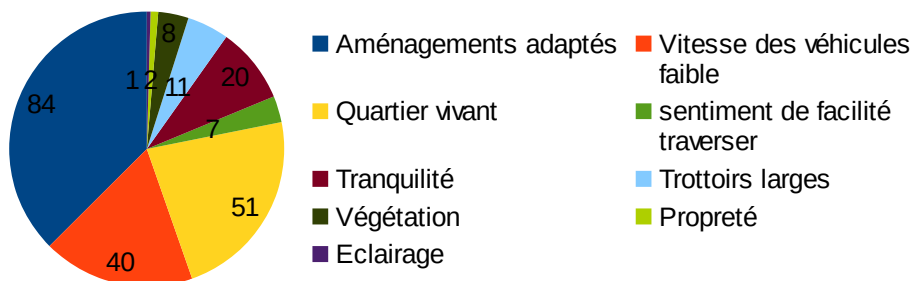 84
1
2
8
11
20
7
51
40
Aménagements adaptés
Vitesse des véhicules
faible
Quartier vivant
sentiment de facilité
traverser
Tranquilité
Trottoirs larges
Végétation
Propreté
Eclairage